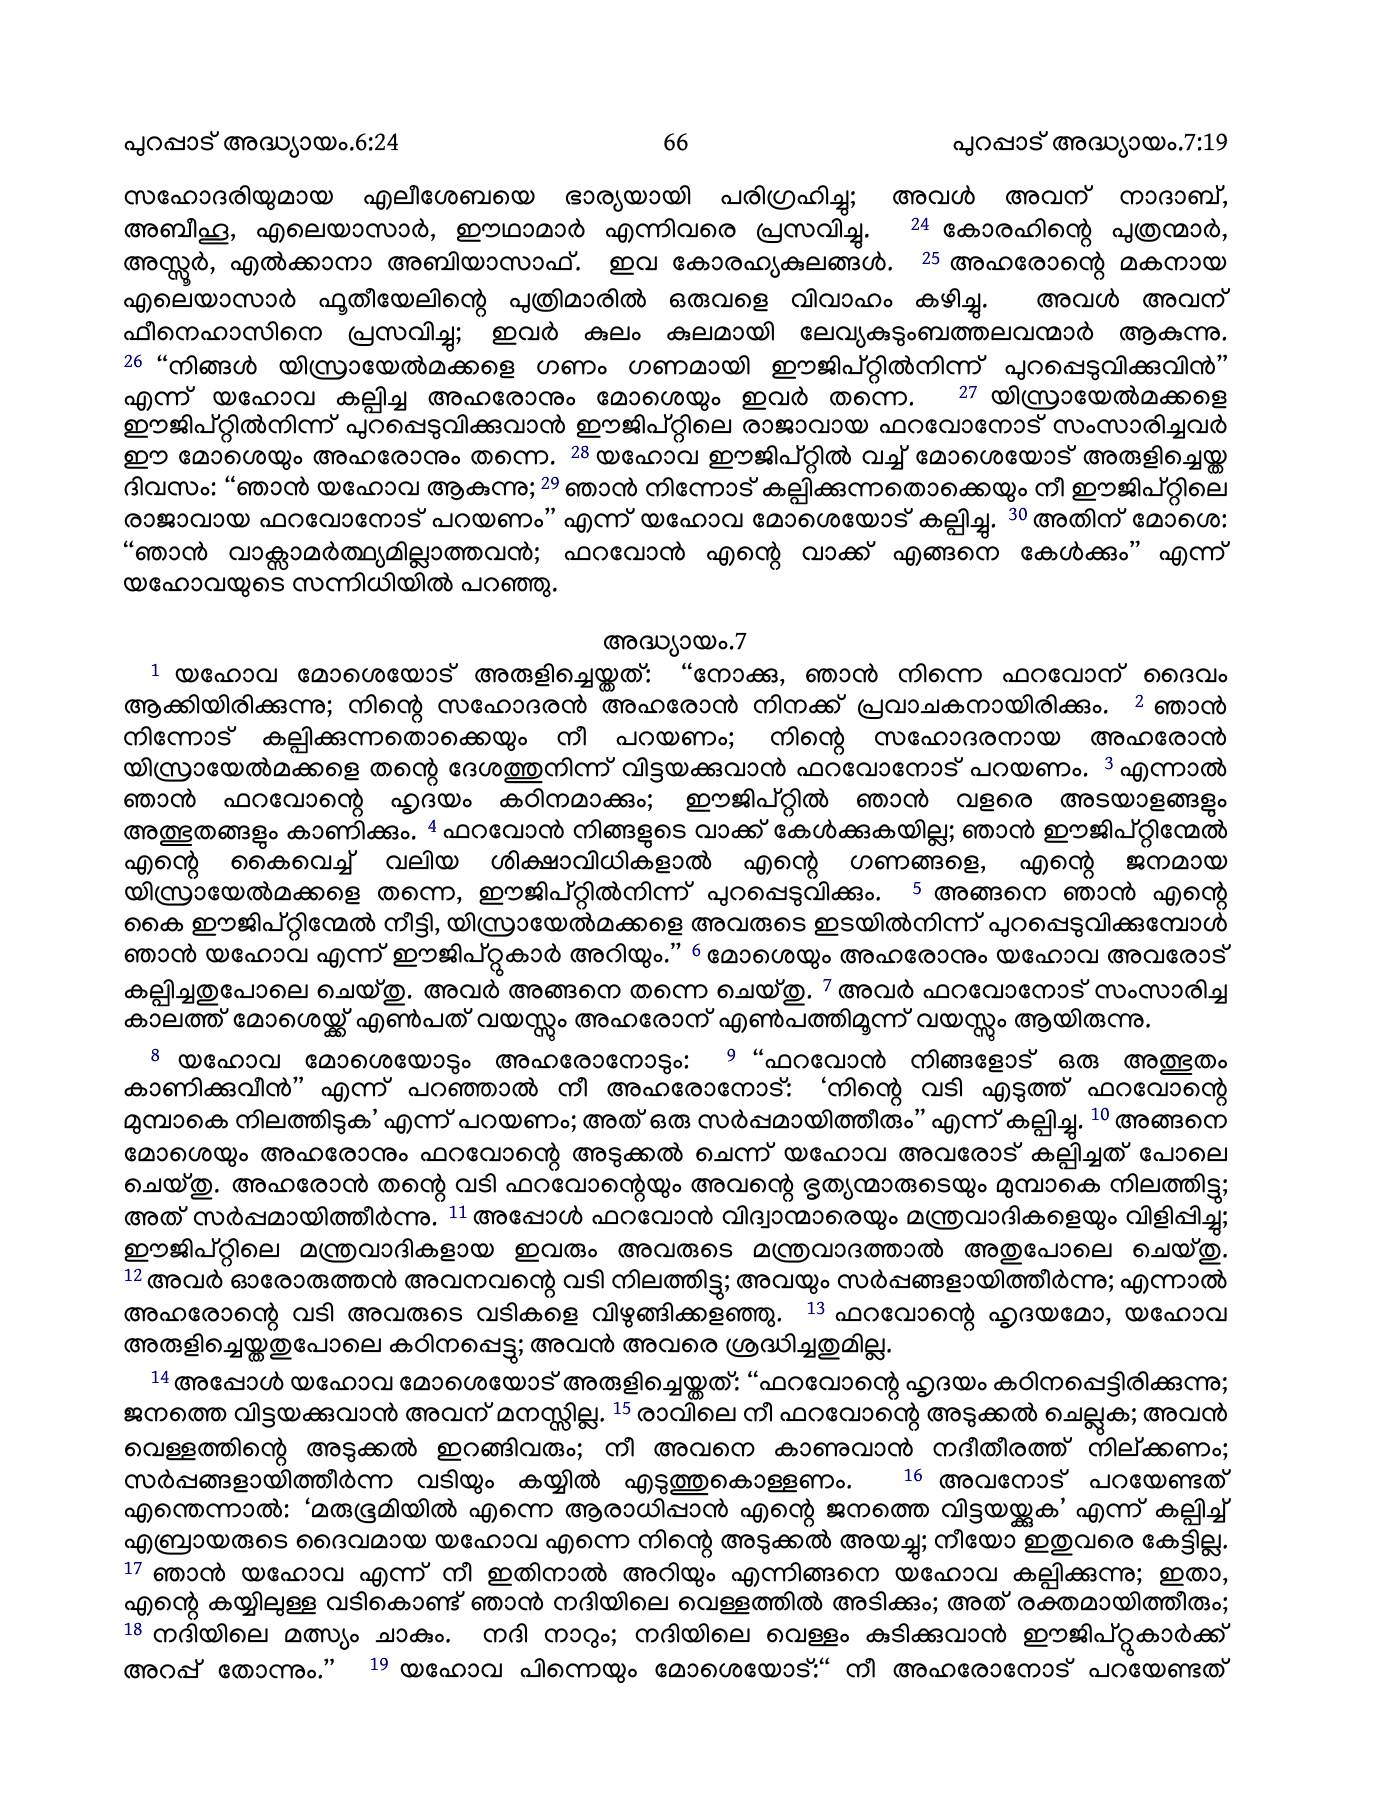 പുറപ്പാട് അദ്ധ്യായം.6:24 66 പുറപ്പാട് അദ്ധ്യായം.7:19
സഹോദരിയുമായ എലീശേബയെ ഭാര്യയായി പരിഗ്രഹിച്ചു; അവൾ അവന് നാദാബ്,
അബീഹൂ, എലെയാസാർ, ഈഥാമാർ എന്നിവരെ പ്രസവിച്ചു. 24 കോരഹിന്റെ പുത്രന്മാർ,
അസ്സൂർ, എൽക്കാനാ അബിയാസാഫ്. ഇവ കോരഹ്യകുലങ്ങൾ. 25 അഹരോന്റെ മകനായ
എലെയാസാർ ഫൂതീയേലിന്റെ പുത്രിമാരിൽ ഒരുവളെ വിവാഹം കഴിച്ചു. അവൾ അവന്
ഫീനെഹാസിനെ പ്രസവിച്ചു; ഇവർ കുലം കുലമായി ലേവ്യകുടുംബത്തലവന്മാർ ആകുന്നു.
26 “നിങ്ങൾ യിസ്രായേൽമക്കളെ ഗണം ഗണമായി ഈജിപ്റ്റിൽനിന്ന് പുറപ്പെടുവിക്കുവിൻ”
എന്ന് യഹോവ കല്പിച്ച അഹരോനും മോശെയും ഇവർ തന്നെ. 27 യിസ്രായേൽമക്കളെ
ഈജിപ്റ്റിൽനിന്ന് പുറപ്പെടുവിക്കുവാൻ ഈജിപ്റ്റിലെ രാജാവായ ഫറവോനോട് സംസാരിച്ചവർ
ഈ മോശെയും അഹരോനും തന്നെ. 28 യഹോവ ഈജിപ്റ്റിൽ വച്ച് മോശെയോട് അരുളിച്ചെയ്ത
ദിവസം: “ഞാൻ യഹോവ ആകുന്നു; 29 ഞാൻ നിന്നോട് കല്പിക്കുന്നതൊക്കെയും നീ ഈജിപ്റ്റിലെ
രാജാവായ ഫറവോനോട് പറയണം” എന്ന് യഹോവ മോശെയോട് കല്പിച്ചു. 30 അതിന് മോശെ:
“ഞാൻ വാക്സാമർത്ഥ്യമില്ലാത്തവൻ; ഫറവോൻ എന്റെ വാക്ക് എങ്ങനെ കേൾക്കും” എന്ന്
യഹോവയുടെ സന്നിധിയിൽ പറഞ്ഞു.
അദ്ധ്യായം.7
1 യഹോവ മോശെയോട് അരുളിച്ചെയ്തത്: “നോക്കു, ഞാൻ നിന്നെ ഫറവോന് ദൈവം
ആക്കിയിരിക്കുന്നു; നിന്റെ സഹോദരൻ അഹരോൻ നിനക്ക് പ്രവാചകനായിരിക്കും. 2 ഞാൻ
നിന്നോട് കല്പിക്കുന്നതൊക്കെയും നീ പറയണം; നിന്റെ സഹോദരനായ അഹരോൻ
യിസ്രായേൽമക്കളെ തന്റെ ദേശത്തുനിന്ന് വിട്ടയക്കുവാൻ ഫറവോനോട് പറയണം. 3 എന്നാൽ
ഞാൻ ഫറവോന്റെ ഹൃദയം കഠിനമാക്കും; ഈജിപ്റ്റിൽ ഞാൻ വളരെ അടയാളങ്ങളും
അത്ഭുതങ്ങളും കാണിക്കും. 4 ഫറവോൻ നിങ്ങളുടെ വാക്ക് കേൾക്കുകയില്ല; ഞാൻ ഈജിപ്റ്റിന്മേൽ
എന്റെ കൈവെച്ച് വലിയ ശിക്ഷാവിധികളാൽ എന്റെ ഗണങ്ങളെ, എന്റെ ജനമായ
യിസ്രായേൽമക്കളെ തന്നെ, ഈജിപ്റ്റിൽനിന്ന് പുറപ്പെടുവിക്കും. 5 അങ്ങനെ ഞാൻ എന്റെ
കൈ ഈജിപ്റ്റിന്മേൽ നീട്ടി, യിസ്രായേൽമക്കളെ അവരുടെ ഇടയിൽനിന്ന് പുറപ്പെടുവിക്കുമ്പോൾ
ഞാൻ യഹോവ എന്ന് ഈജിപ്റ്റുകാർ അറിയും.” 6 മോശെയും അഹരോനും യഹോവ അവരോട്
കല്പിച്ചതുപോലെ ചെയ്തു. അവർ അങ്ങനെ തന്നെ ചെയ്തു. 7 അവർ ഫറവോനോട് സംസാരിച്ച
കാലത്ത് മോശെയ്ക്ക് എൺപത് വയസ്സും അഹരോന് എൺപത്തിമൂന്ന് വയസ്സും ആയിരുന്നു.
8 യഹോവ മോശെയോടും അഹരോനോടും: 9 “ഫറവോൻ നിങ്ങളോട് ഒരു അത്ഭുതം
കാണിക്കുവീൻ” എന്ന് പറഞ്ഞാൽ നീ അഹരോനോട്: ‘നിന്റെ വടി എടുത്ത് ഫറവോന്റെ
മുമ്പാകെ നിലത്തിടുക’ എന്ന് പറയണം; അത് ഒരു സർപ്പമായിത്തീരും” എന്ന് കല്പിച്ചു. 10 അങ്ങനെ
മോശെയും അഹരോനും ഫറവോന്റെ അടുക്കൽ ചെന്ന് യഹോവ അവരോട് കല്പിച്ചത് പോലെ
ചെയ്തു. അഹരോൻ തന്റെ വടി ഫറവോന്റെയും അവന്റെ ഭൃത്യന്മാരുടെയും മുമ്പാകെ നിലത്തിട്ടു;
അത് സർപ്പമായിത്തീർന്നു. 11 അപ്പോൾ ഫറവോൻ വിദ്വാന്മാരെയും മന്ത്രവാദികളെയും വിളിപ്പിച്ചു;
ഈജിപ്റ്റിലെ മന്ത്രവാദികളായ ഇവരും അവരുടെ മന്ത്രവാദത്താൽ അതുപോലെ ചെയ്തു.
12 അവർ ഓരോരുത്തൻ അവനവന്റെ വടി നിലത്തിട്ടു; അവയും സർപ്പങ്ങളായിത്തീർന്നു; എന്നാൽ
അഹരോന്റെ വടി അവരുടെ വടികളെ വിഴുങ്ങിക്കളഞ്ഞു. 13 ഫറവോന്റെ ഹൃദയമോ, യഹോവ
അരുളിച്ചെയ്തതുപോലെ കഠിനപ്പെട്ടു; അവൻ അവരെ ശ്രദ്ധിച്ചതുമില്ല.
14 അപ്പോൾ യഹോവ മോശെയോട് അരുളിച്ചെയ്തത്: “ഫറവോന്റെ ഹൃദയം കഠിനപ്പെട്ടിരിക്കുന്നു;
ജനത്തെ വിട്ടയക്കുവാൻ അവന് മനസ്സില്ല. 15 രാവിലെ നീ ഫറവോന്റെ അടുക്കൽ ചെല്ലുക; അവൻ
വെള്ളത്തിന്റെ അടുക്കൽ ഇറങ്ങിവരും; നീ അവനെ കാണുവാൻ നദീതീരത്ത് നില്ക്കണം;
സർപ്പങ്ങളായിത്തീർന്ന വടിയും കയ്യിൽ എടുത്തുകൊള്ളണം. 16 അവനോട് പറയേണ്ടത്
എന്തെന്നാൽ: ‘മരുഭൂമിയിൽ എന്നെ ആരാധിപ്പാൻ എന്റെ ജനത്തെ വിട്ടയയ്ക്കുക’ എന്ന് കല്പിച്ച്
എബ്രായരുടെ ദൈവമായ യഹോവ എന്നെ നിന്റെ അടുക്കൽ അയച്ചു; നീയോ ഇതുവരെ കേട്ടില്ല.
17 ഞാൻ യഹോവ എന്ന് നീ ഇതിനാൽ അറിയും എന്നിങ്ങനെ യഹോവ കല്പിക്കുന്നു; ഇതാ,
എന്റെ കയ്യിലുള്ള വടികൊണ്ട് ഞാൻ നദിയിലെ വെള്ളത്തിൽ അടിക്കും; അത് രക്തമായിത്തീരും;
18 നദിയിലെ മത്സ്യം ചാകും. നദി നാറും; നദിയിലെ വെള്ളം കുടിക്കുവാൻ ഈജിപ്റ്റുകാർക്ക്
അറപ്പ് തോന്നും.” 19 യഹോവ പിന്നെയും മോശെയോട്:“ നീ അഹരോനോട് പറയേണ്ടത്